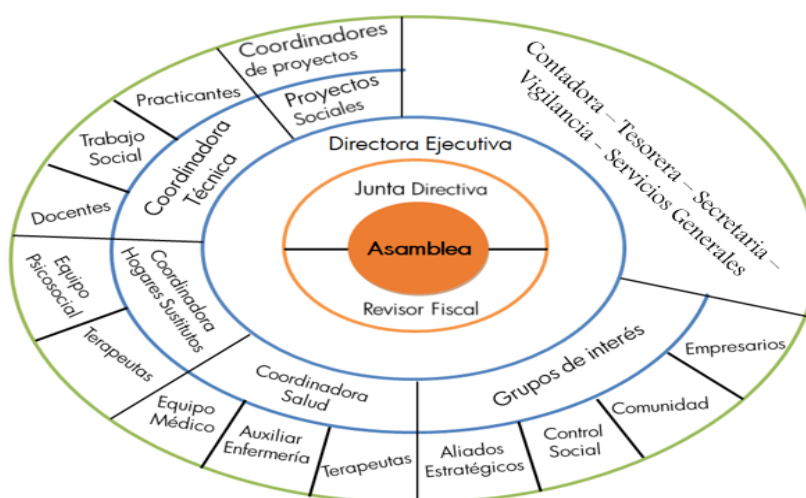 Coordinadores
de proyectos
Proyectos
Sociales
Contadora – Tesorera – Secretaria –
Vigilancia – Servicios Generales
Practicantes
Trabajo
Social
Docentes
Coordinadora
Técnica
Directora Ejecutiva
Junta Directiva
Asamblea
Revisor Fiscal
Equipo
Psicosocial
Terapeutas
Coordinadora
Hogares Sustitutos
Coordinadora
Salud
Equipo
Médico
Auxiliar
Enfermería
Terapeutas
Grupos de interés
Aliados
Estratégicos
Control
Social
Comunidad
Empresarios